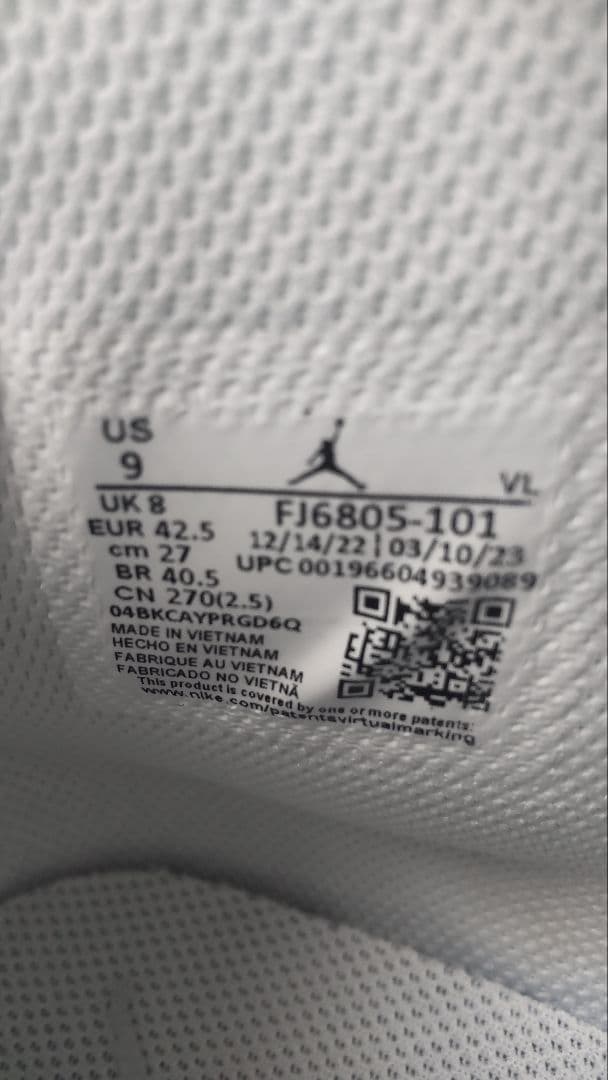 US
9
VL
UK 8
FJ6805-101
EUR 42.5
12/14/22 | 03/10/23
cm 27
UPC 00196604939089
BR 40.5
CN 270(2.5)
04BKCAYPRGD6Q
MADE IN VIETNAM
HECHO EN VIETNAM
FABRIQUE AU VIETNAM
FABRICADO NO VIETNÃ
This product is covered by one or more patents:
www.nike.com/patentsvirtualmarking